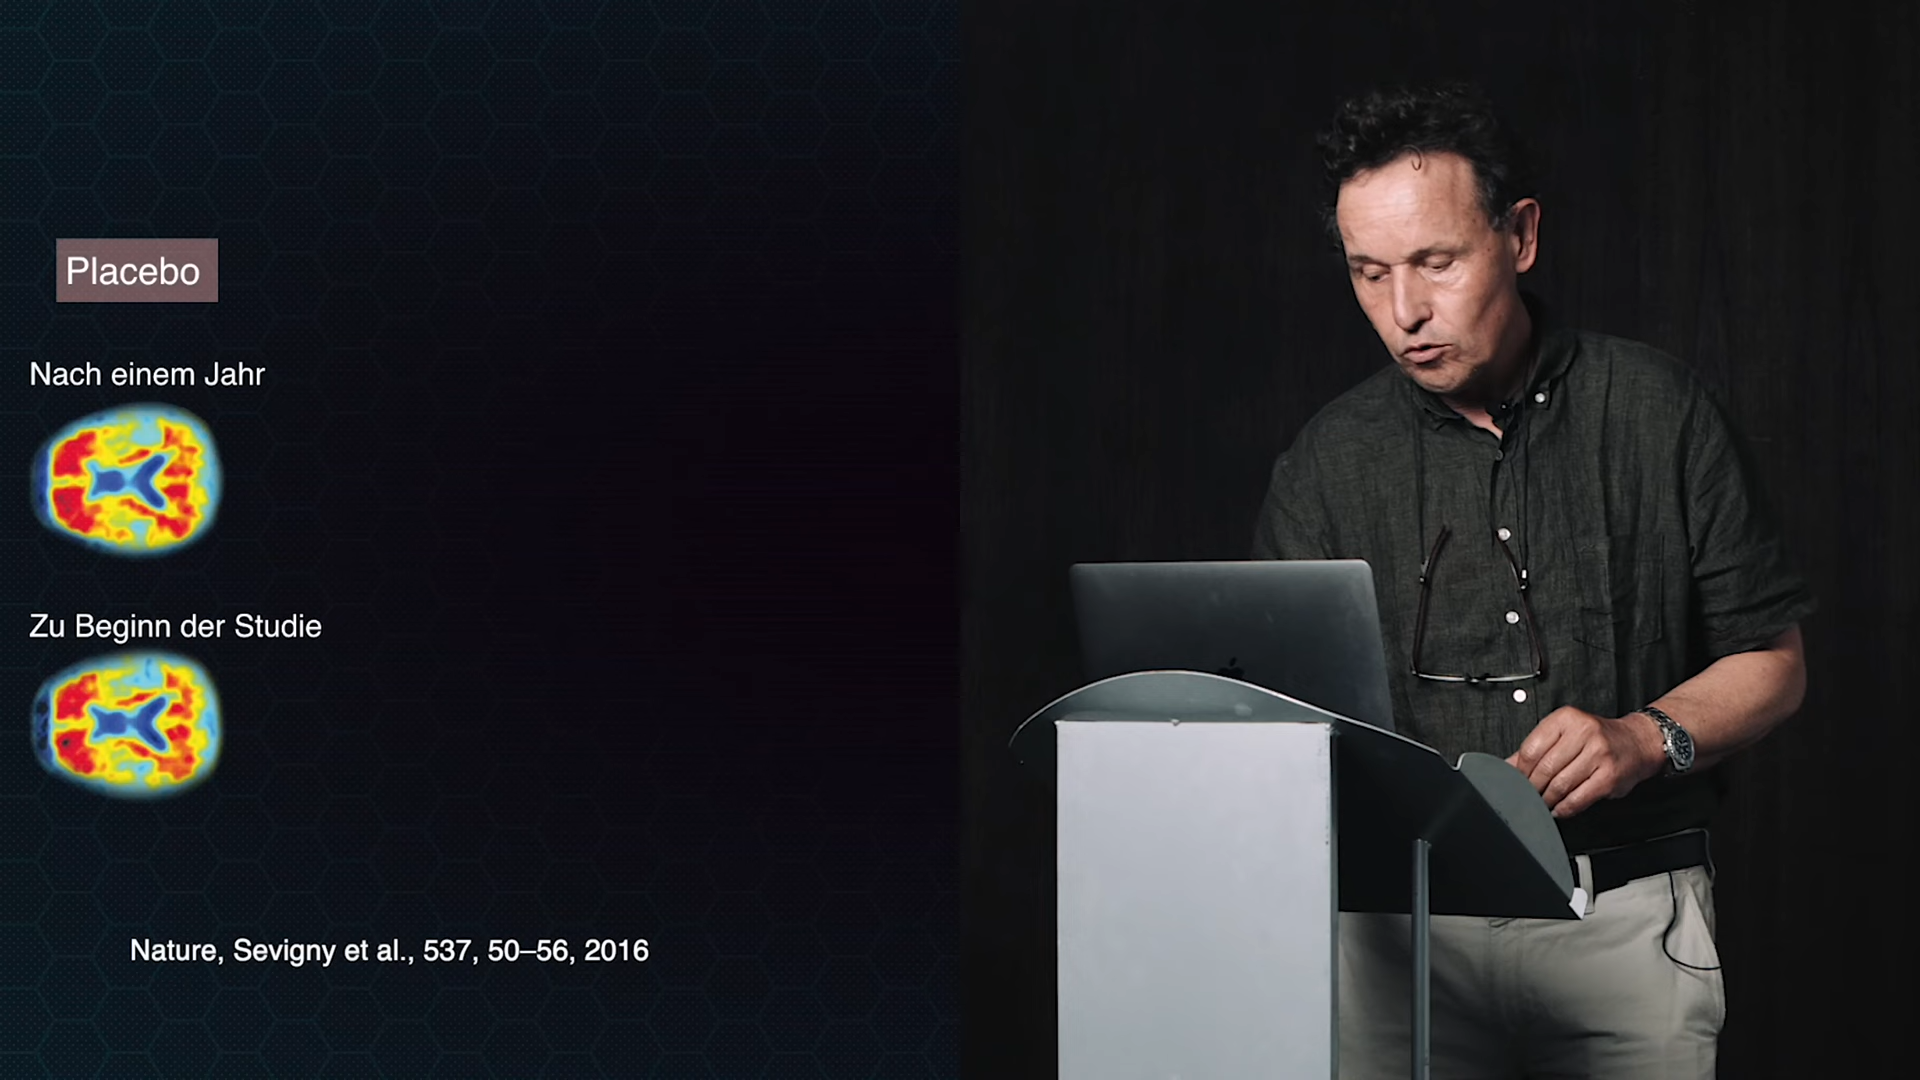 Placebo
Nach einem Jahr
Zu Beginn der Studie
Nature, Sevigny et al., 537, 50–56, 2016